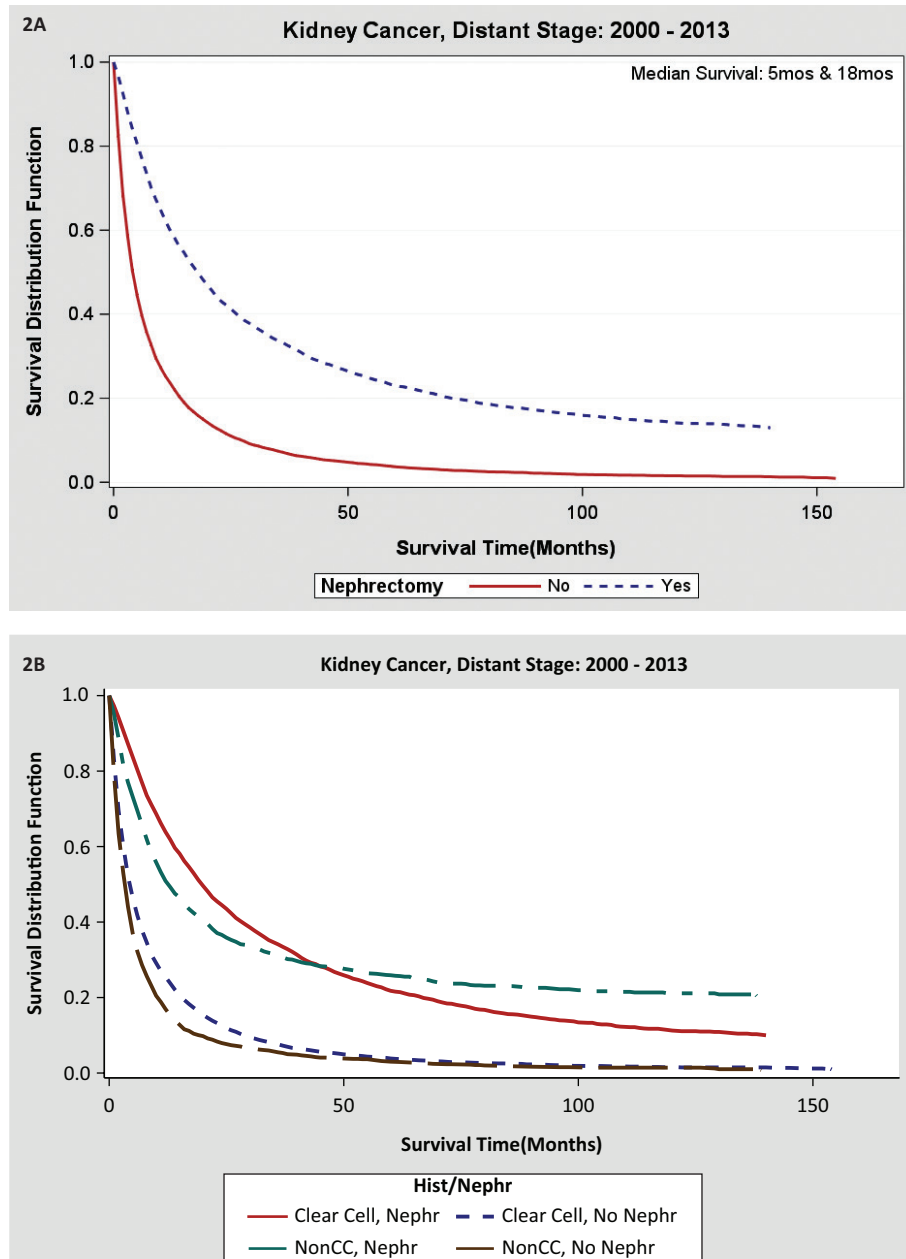 2A
Kidney Cancer, Distant Stage: 2000 - 2013
Median Survival: 5mos & 18mos
Survival Distribution Function
1.0
0.8
0.6
0.4
0.2
0.0
0 50 100 150
Survival Time(Months)
Nephrectomy No Yes
2B
Kidney Cancer, Distant Stage: 2000 - 2013
Survival Distribution Function
1.0
0.8
0.6
0.4
0.2
0.0
0 50 100 150
Survival Time(Months)
Hist/Nephr
Clear Cell, Nephr Clear Cell, No Nephr
NonCC, Nephr NonCC, No Nephr